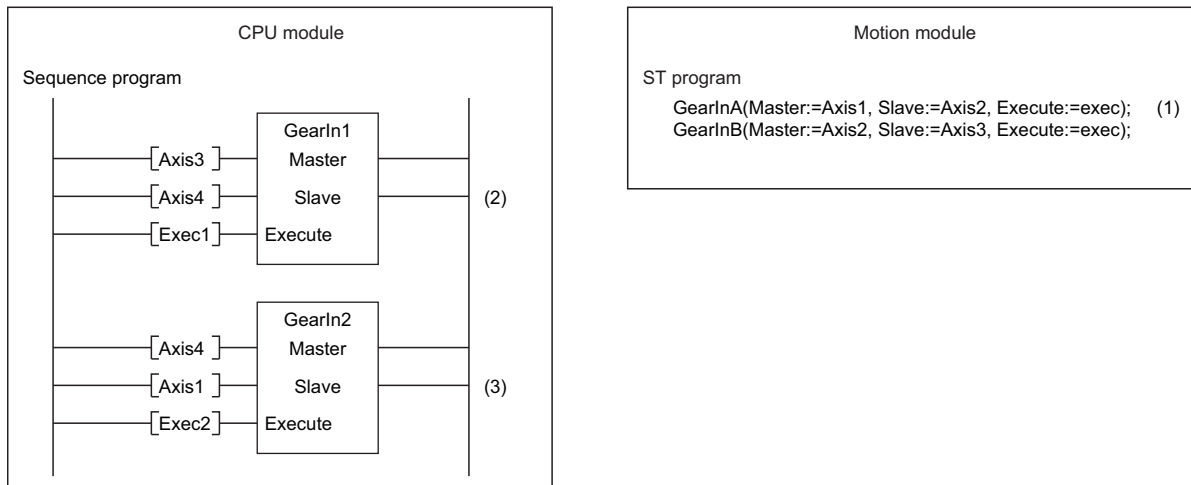 CPU module
Sequence program
GearIn1
[Axis3] Master
[Axis4] Slave (2)
[Exec1] Execute
GearIn2
[Axis4] Master
[Axis1] Slave (3)
[Exec2] Execute
Motion module
ST program
GearInA(Master:=Axis1, Slave:=Axis2, Execute:=exec); (1)
GearInB(Master:=Axis2, Slave:=Axis3, Execute:=exec);